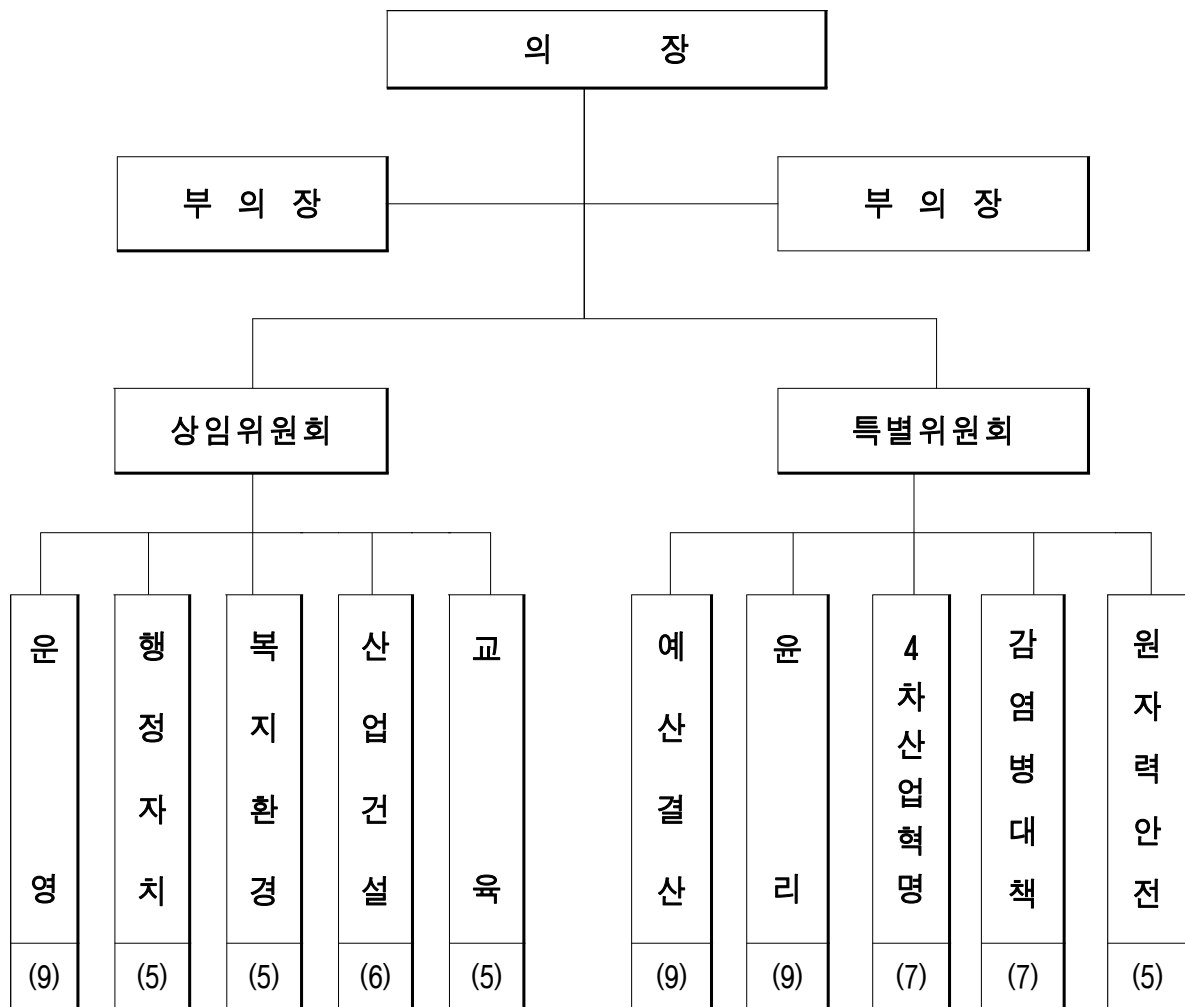 의 장
부 의 장
부 의 장
상임위원회
특별위원회
운영
행정자치
복지환경
산업건설
교육
예산결산
윤리
4차산업혁명
감염병대책
원자력안전
(9)
(5)
(5)
(6)
(5)
(9)
(9)
(7)
(7)
(5)